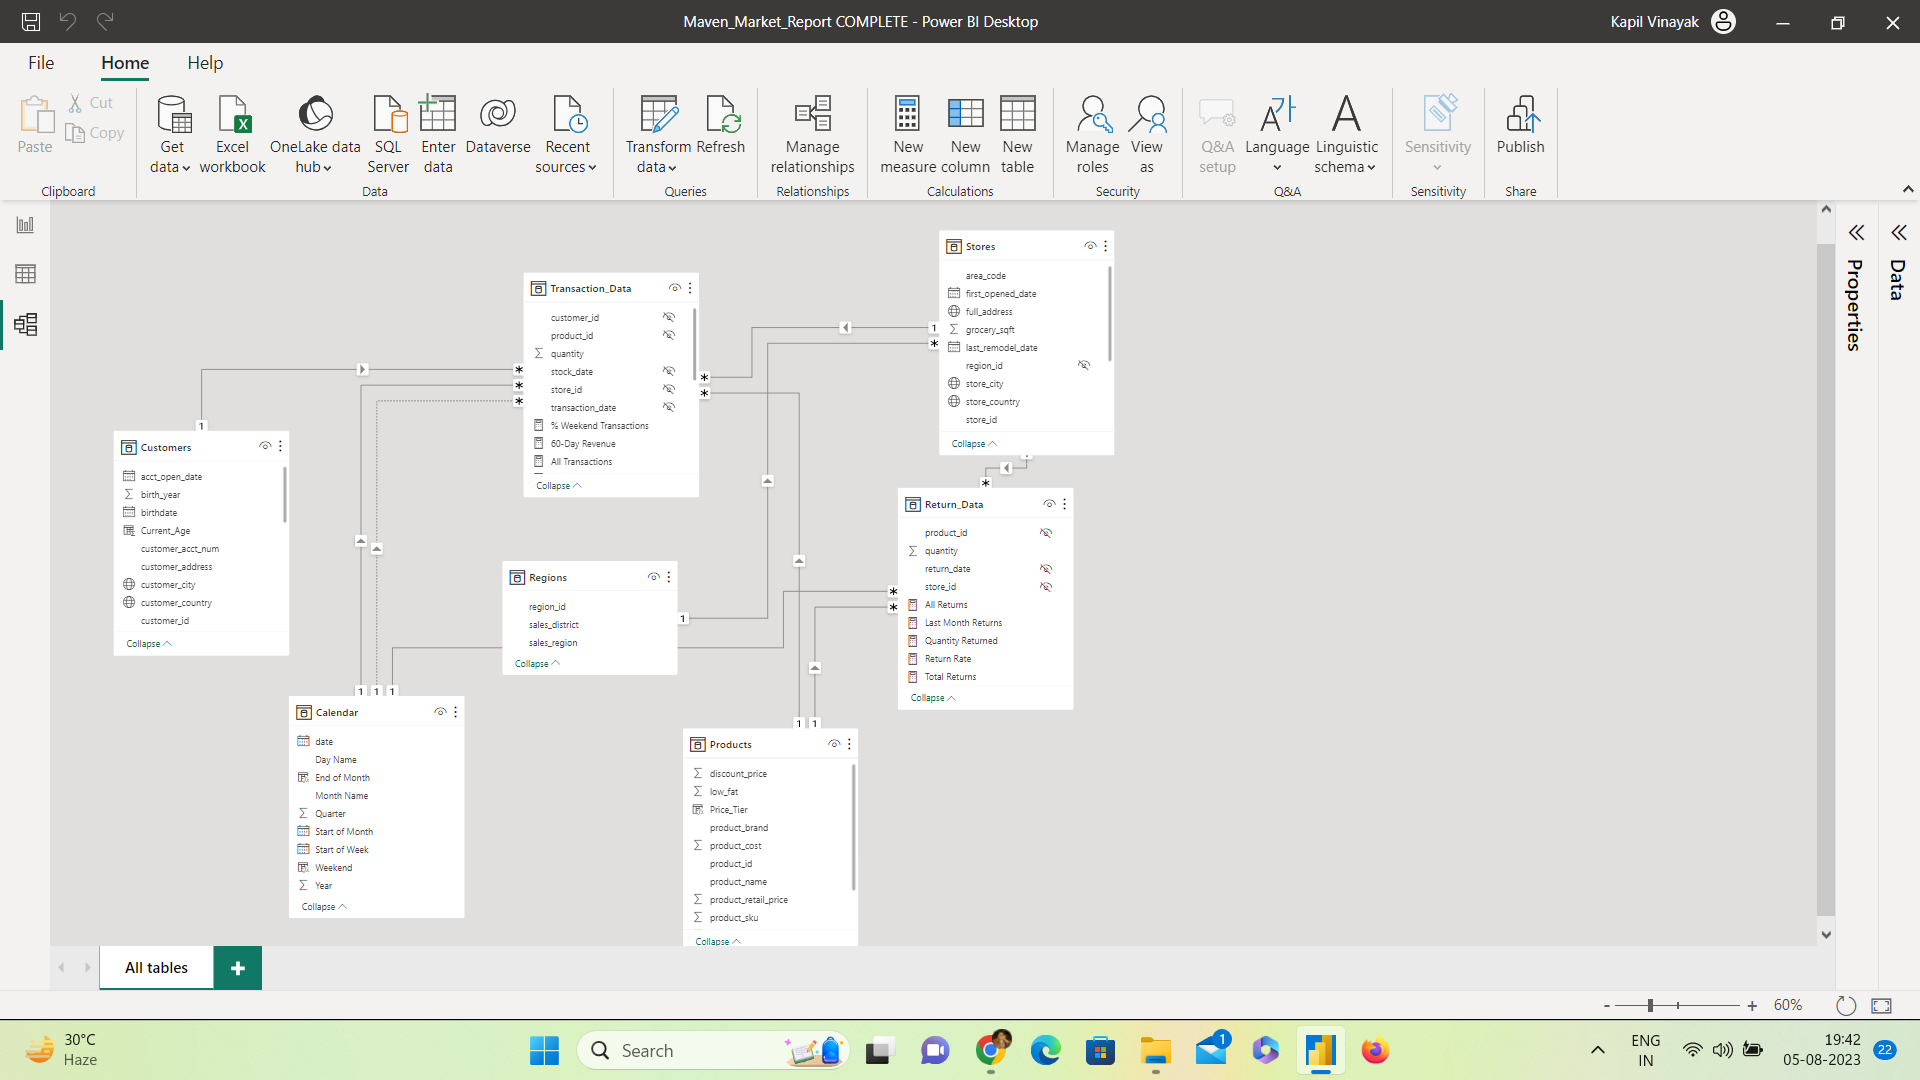 Maven_Market_Report COMPLETE - Power BI Desktop
Kapil Vinayak
File
Home
Help
Paste
Cut
Copy
Clipboard
Get data
Excel workbook
OneLake data hub
SQL Server
Enter data
Dataverse
Recent sources
Data
Transform data
Refresh
Queries
Manage relationships
Relationships
New measure
New column
New table
Calculations
Manage roles
View as
Security
Q&A setup
Language
Linguistic schema
Q&A
Sensitivity
Sensitivity
Publish
Share
Transaction_Data
customer_id
product_id
quantity
stock_date
store_id
transaction_date
% Weekend Transactions
60-Day Revenue
All Transactions
Collapse
Stores
area_code
first_opened_date
full_address
grocery_sqft
last_remodel_date
region_id
store_city
store_country
store_id
Collapse
Customers
acct_open_date
birth_year
birthdate
Current_Age
customer_acct_num
customer_address
customer_city
customer_country
customer_id
Collapse
Regions
region_id
sales_district
sales_region
Collapse
Return_Data
product_id
quantity
return_date
store_id
All Returns
Last Month Returns
Quantity Returned
Return Rate
Total Returns
Collapse
Calendar
date
Day Name
End of Month
Month Name
Quarter
Start of Month
Start of Week
Weekend
Year
Collapse
Products
discount_price
low_fat
Price_Tier
product_brand
product_cost
product_id
product_name
product_retail_price
product_sku
Collapse
1
*
*
*
1
*
*
*
1
*
*
*
1 1 1
1 1
Properties
Data
All tables
+
- + 60%
30°C
Haze
Search
1
ENG
IN
19:42
05-08-2023
22